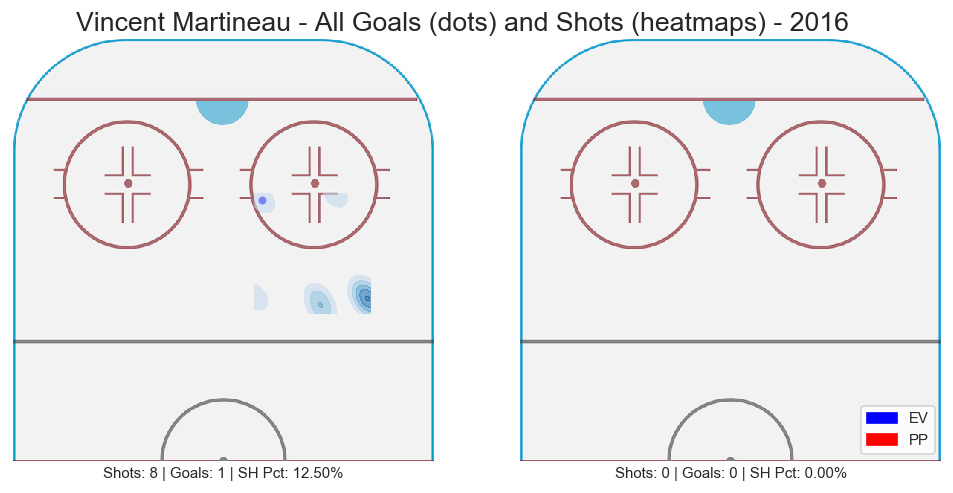 Vincent Martineau - All Goals (dots) and Shots (heatmaps) - 2016
EV
PP
Shots: 8 | Goals: 1 | SH Pct: 12.50%
Shots: 0 | Goals: 0 | SH Pct: 0.00%